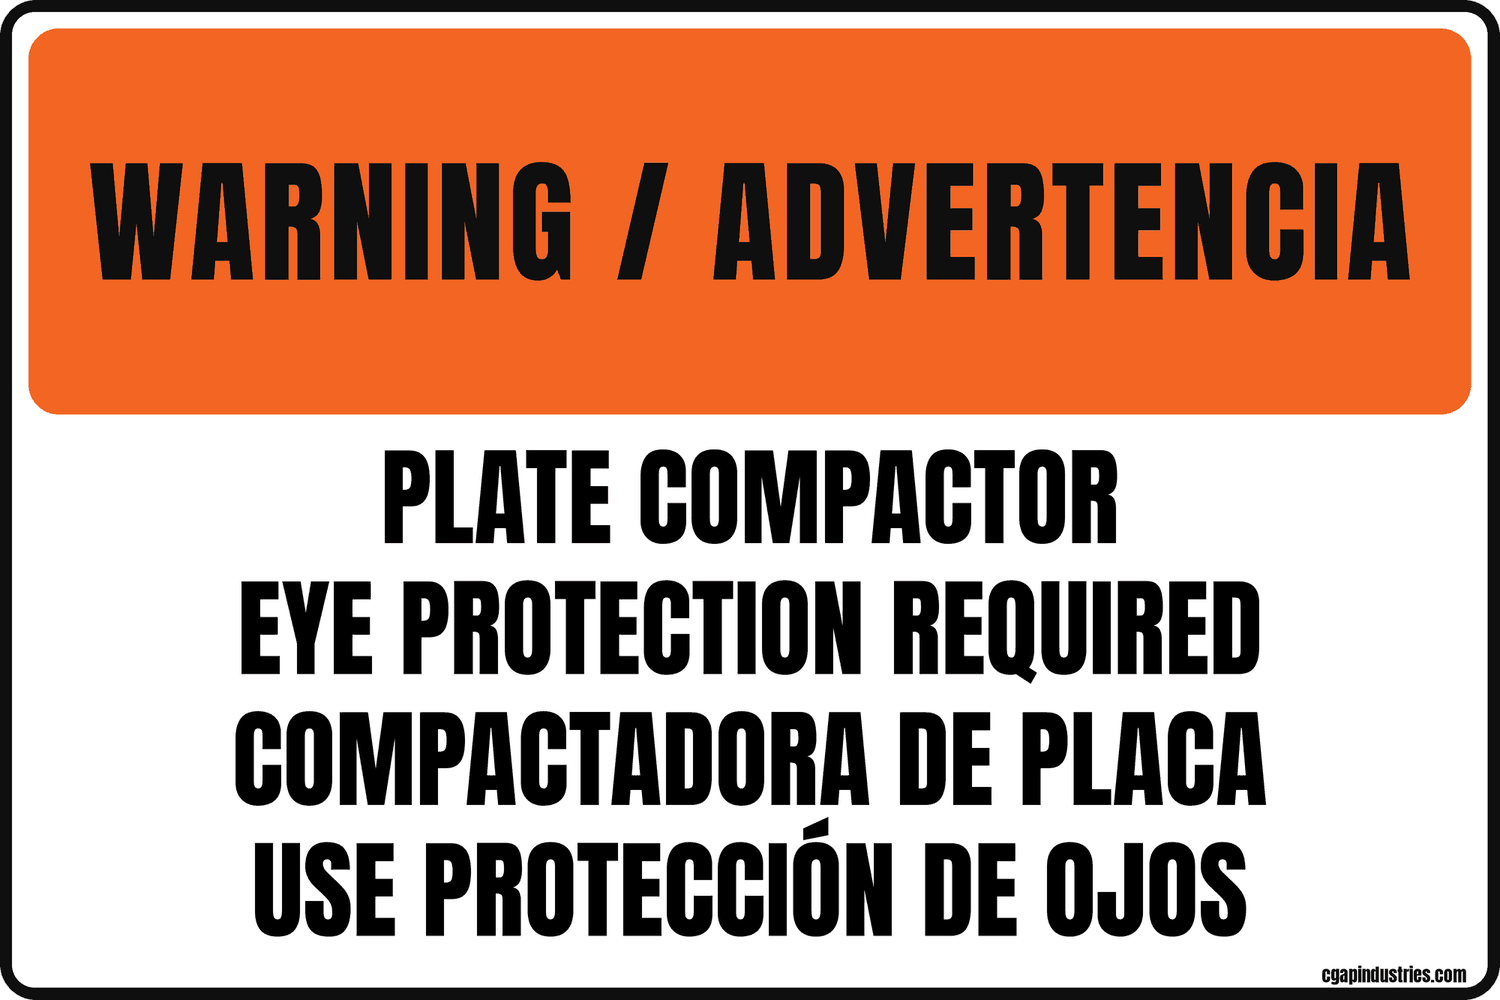 WARNING / ADVERTENCIA
PLATE COMPACTOR
EYE PROTECTION REQUIRED
COMPACTADORA DE PLACA
USE PROTECCIÓN DE OJOS
cgapindustries.com